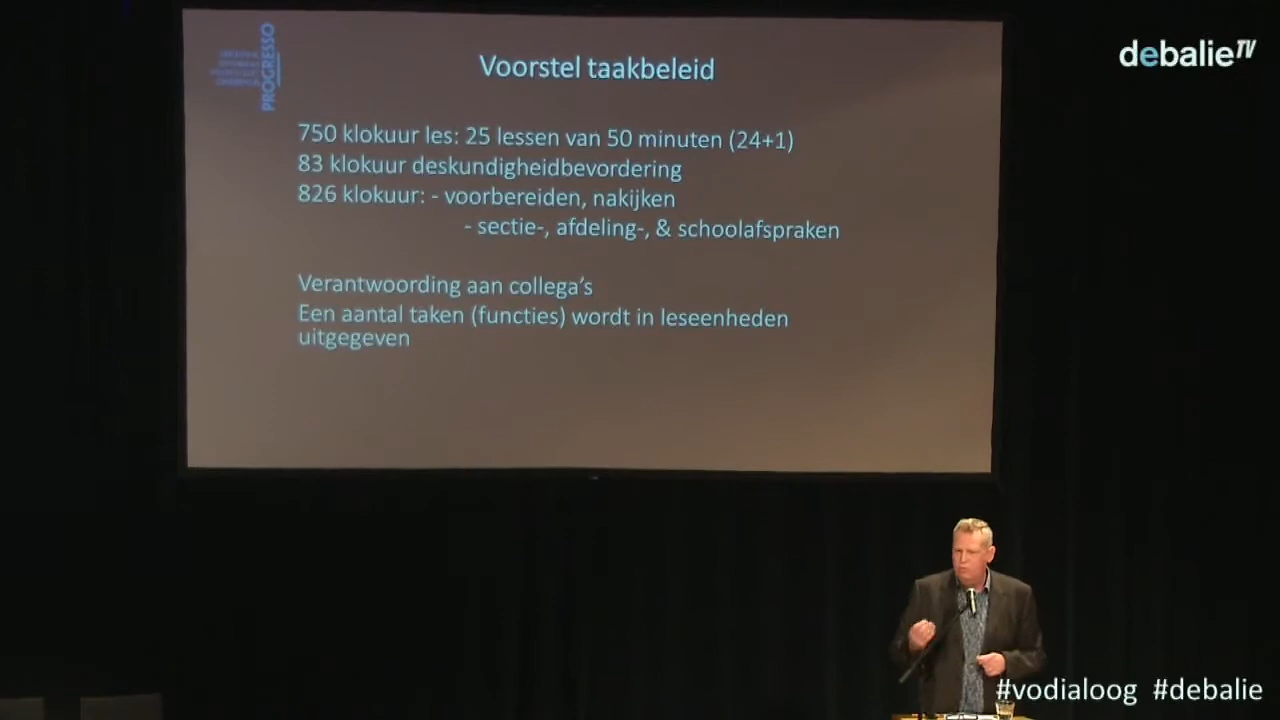 PROGRESSO
debalieTV
Voorstel taakbeleid
750 klokuur les: 25 lessen van 50 minuten (24+1)
83 klokuur deskundigheidbevordering
826 klokuur: - voorbereiden, nakijken
- sectie-, afdeling-, & schoolafspraken
Verantwoording aan collega's
Een aantal taken (functies) wordt in leseenheden
uitgegeven
#vodialoog #debalie